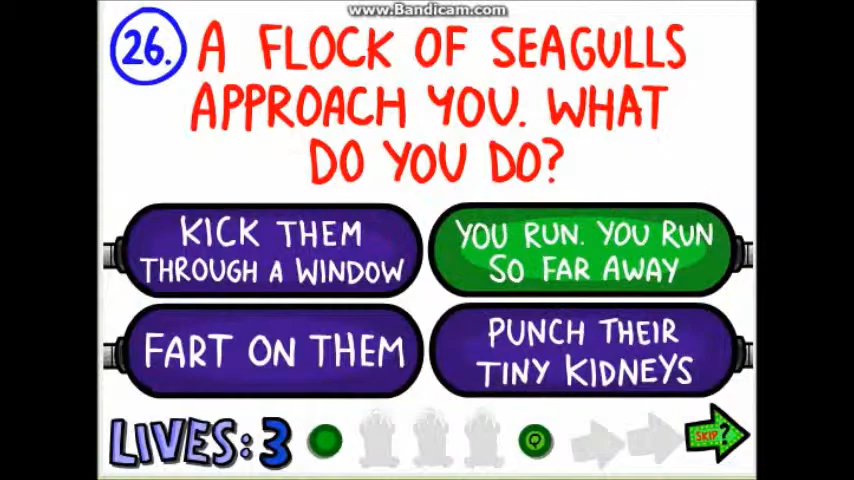 www.Bandicam.com
26. A FLOCK OF SEAGULLS
APPROACH YOU. WHAT
DO YOU DO?
KICK THEM
THROUGH A WINDOW
YOU RUN. YOU RUN
SO FAR AWAY
FART ON THEM
PUNCH THEIR
TINY KIDNEYS
LIVES: 3
SKIP?